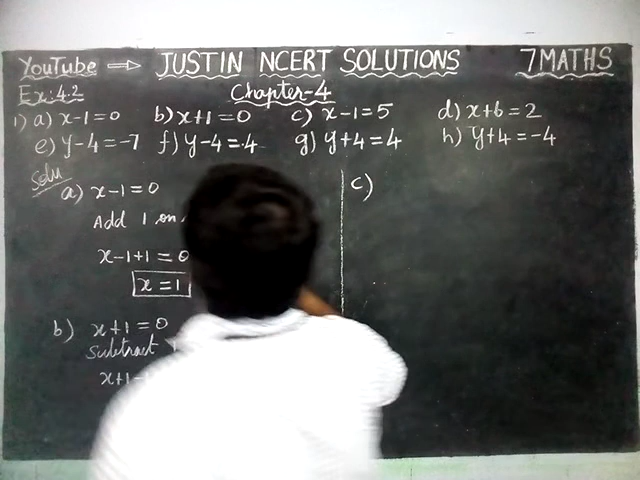 YouTube ⇒ JUSTIN NCERT SOLUTIONS 7MATHS
Ex:4.2 Chapter-4
1) a) x-1=0 b) x+1=0 c) x-1=5 d) x+6=2
e) y-4=-7 f) y-4=4 g) y+4=4 h) y+4=-4
Solu
a) x-1=0
Add 1 on
x-1+1=0
x=1
b) x+1=0
Subtract
x+1-
c)